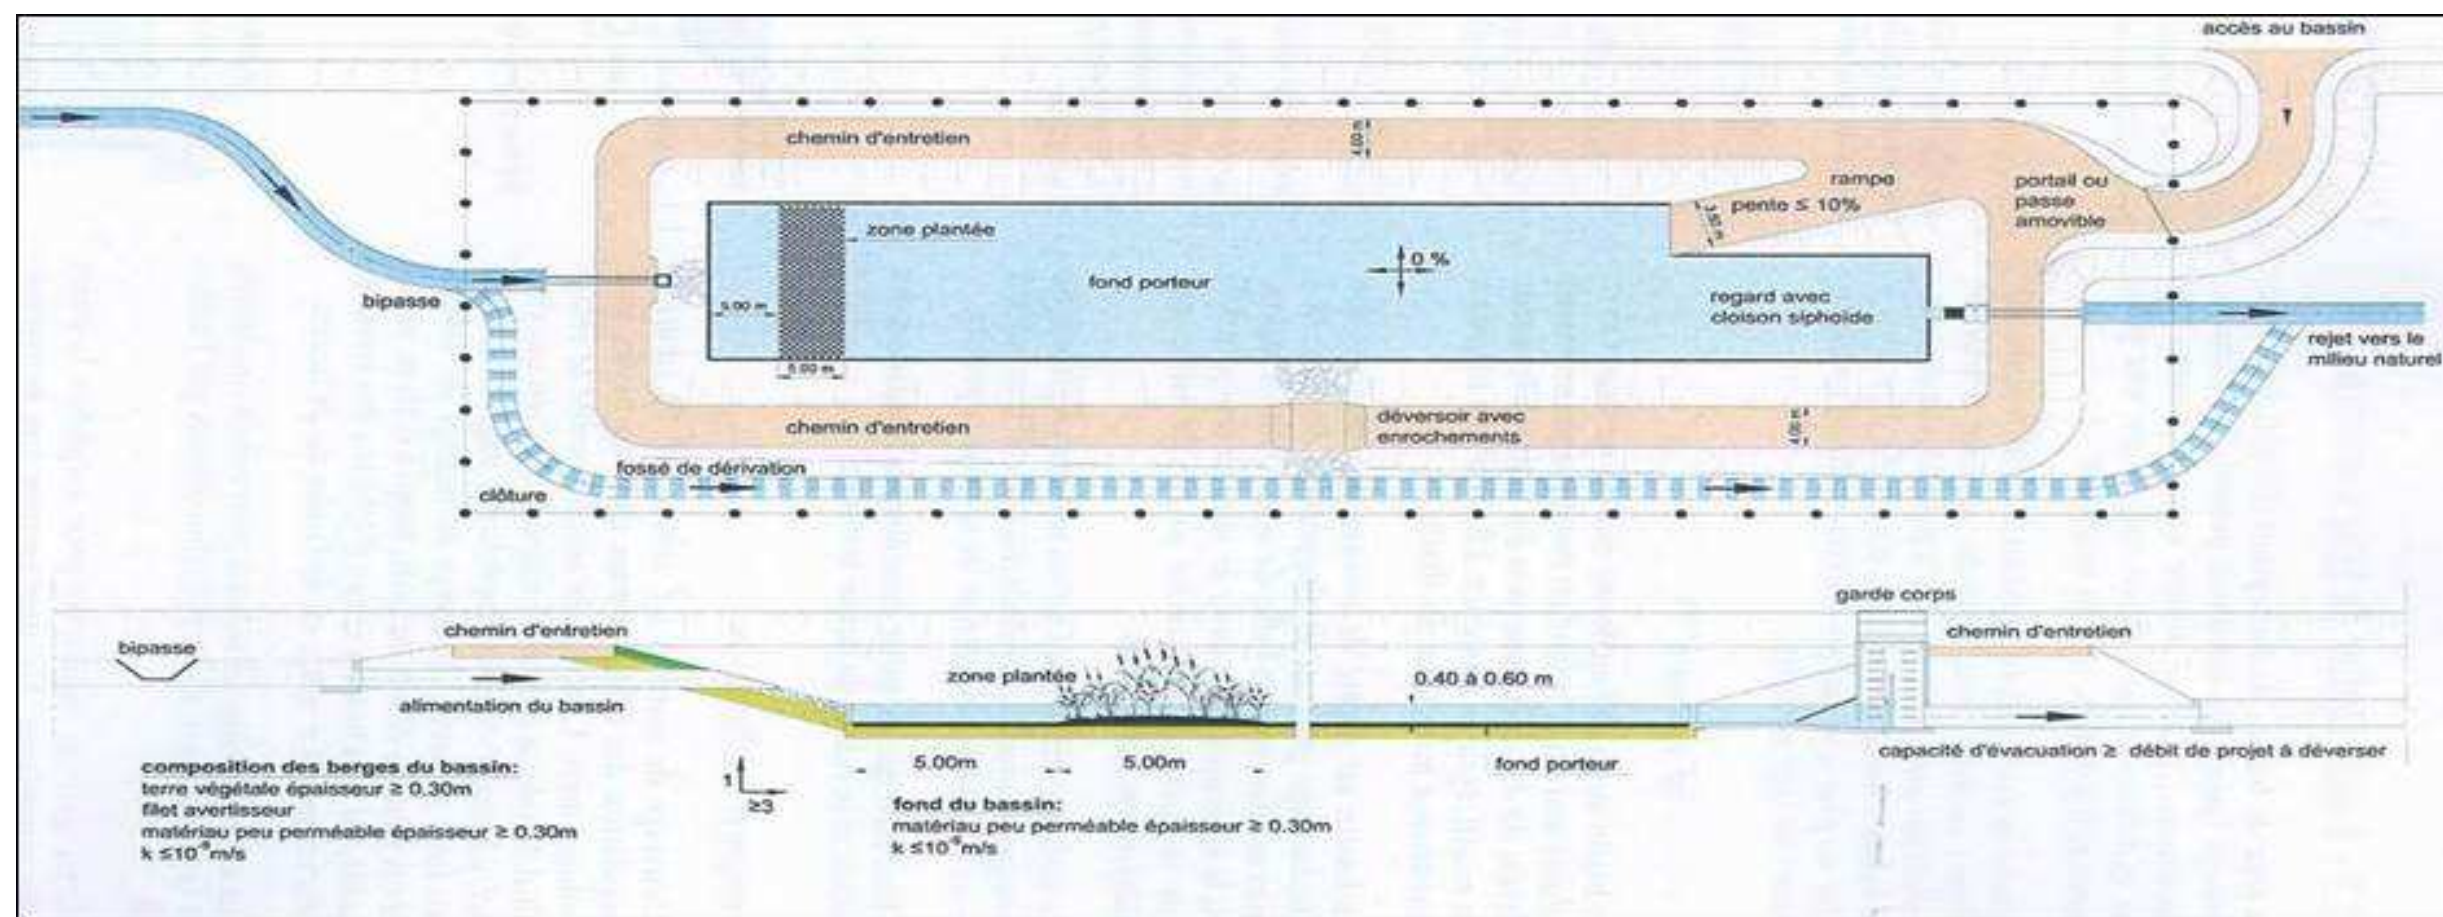 accès au bassin
chemin d'entretien
4.00 m
rampe
pente ≤ 10%
3.50 m
portail ou
passe
amovible
zone plantée
0 %
fond porteur
bipasse
5.00 m
regard avec
cloison siphoïde
rejet vers le
milieu naturel
5.00 m
chemin d'entretien
déversoir avec
enrochements
4.00 m
fossé de dérivation
clôture
garde corps
chemin d'entretien
chemin d'entretien
bipasse
zone plantée
0.40 à 0.60 m
alimentation du bassin
capacité d'évacuation ≥ débit de projet à déverser
5.00m
5.00m
fond porteur
composition des berges du bassin:
terre végétale épaisseur ≥ 0.30m
filet avertisseur
matériau peu perméable épaisseur ≥ 0.30m
k ≤10 m/s
1
≥3
fond du bassin:
matériau peu perméable épaisseur ≥ 0.30m
k ≤10 m/s